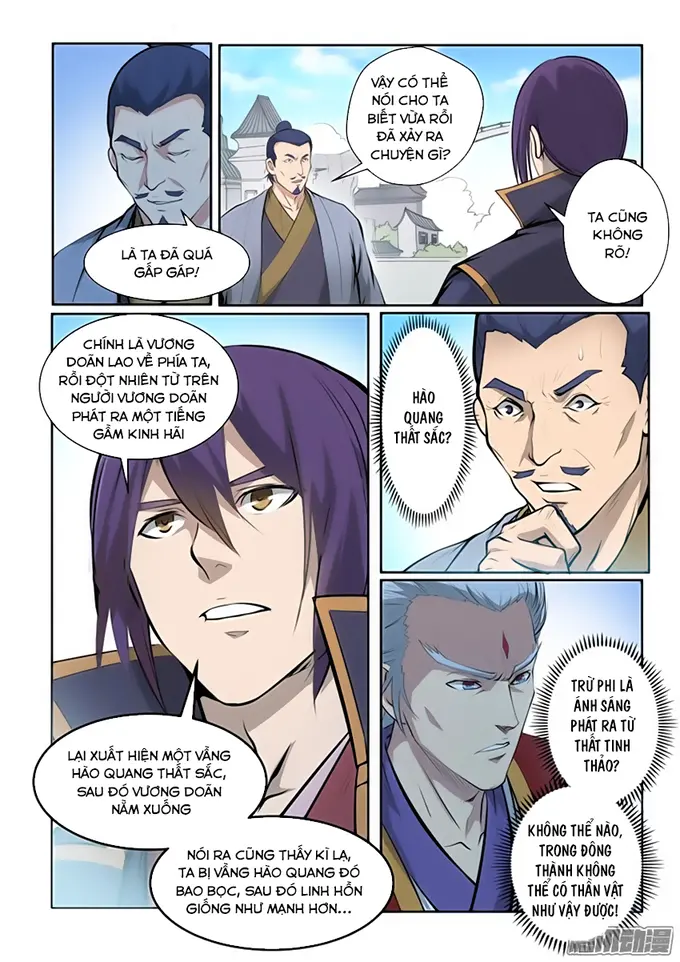 LÀ TA ĐÃ QUÁ
GẤP GÁP!
VẬY CÓ THỂ
NÓI CHO TA
BIẾT VỪA RỒI
ĐÃ XẢY RA
CHUYỆN GÌ?
TA CŨNG
KHÔNG
RÕ!
CHÍNH LÀ VƯƠNG
DOÃN LAO VỀ PHÍA TA,
RỒI ĐỘT NHIÊN TỪ TRÊN
NGƯỜI VƯƠNG DOÃN
PHÁT RA MỘT TIẾNG
GẦM KINH HÃI
HÀO
QUANG
THẤT SẮC?
LẠI XUẤT HIỆN MỘT VẦNG
HÀO QUANG THẤT SẮC,
SAU ĐÓ VƯƠNG DOÃN
NẰM XUỐNG
NÓI RA CŨNG THẤY KÌ LẠ,
TA BỊ VẦNG HÀO QUANG ĐÓ
BAO BỌC, SAU ĐÓ LINH HỒN
GIỐNG NHƯ MẠNH HƠN...
TRỪ PHI LÀ
ÁNH SÁNG
PHÁT RA TỪ
THẤT TINH
THẢO?
KHÔNG THỂ NÀO,
TRONG ĐÔNG
THÀNH KHÔNG
THỂ CÓ THẦN VẬT
NHƯ VẬY ĐƯỢC!
动漫